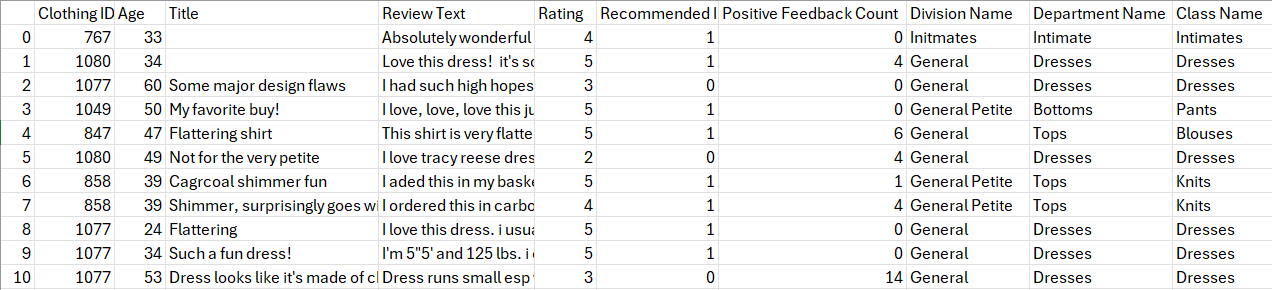 Clothing ID Age Title Review Text Rating Recommended I Positive Feedback Count Division Name Department Name Class Name
0 767 33 Absolutely wonderful 4 1 0 Initmates Intimate Intimates
1 1080 34 Love this dress! it's so 5 1 4 General Dresses Dresses
2 1077 60 Some major design flaws I had such high hopes 3 0 0 General Dresses Dresses
3 1049 50 My favorite buy! I love, love, love this ju 5 1 0 General Petite Bottoms Pants
4 847 47 Flattering shirt This shirt is very flatte 5 1 6 General Tops Blouses
5 1080 49 Not for the very petite I love tracy reese dres 2 0 4 General Dresses Dresses
6 858 39 Cagrcoal shimmer fun I aded this in my baske 5 1 1 General Petite Tops Knits
7 858 39 Shimmer, surprisingly goes wi I ordered this in carbo 4 1 4 General Petite Tops Knits
8 1077 24 Flattering I love this dress. i usua 5 1 0 General Dresses Dresses
9 1077 34 Such a fun dress! I'm 5"5' and 125 lbs. i 5 1 0 General Dresses Dresses
10 1077 53 Dress looks like it's made of Dress runs small esp 3 0 14 General Dresses Dresses